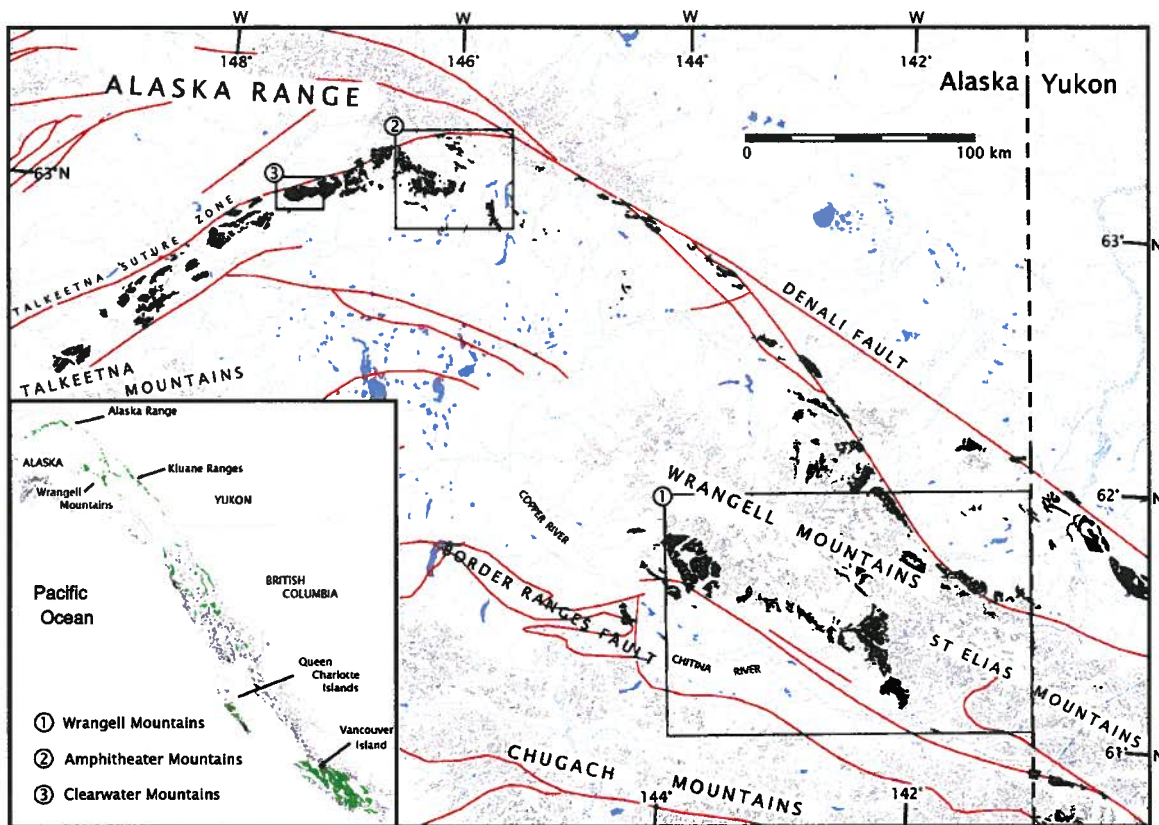 W W W W
148° 146° 144° 142°
ALASKA RANGE
Alaska Yukon
0 100 km
63°N
63° N
62° N
61° N
TALKEETNA SUTURE ZONE
TALKEETNA
MOUNTAINS
DENALI FAULT
WRANGELL MOUNTAINS
COPPER RIVER
BORDER RANGES FAULT
CHITINA RIVER
ST ELIAS MOUNTAINS
CHUGACH MOUNTAINS
144° 142°
1
2
3
Alaska Range
ALASKA
Kluane Ranges
Wrangell
Mountains
YUKON
BRITISH
COLUMBIA
Pacific
Ocean
Queen
Charlotte
Islands
Vancouver
Island
1 Wrangell Mountains
2 Amphitheater Mountains
3 Clearwater Mountains